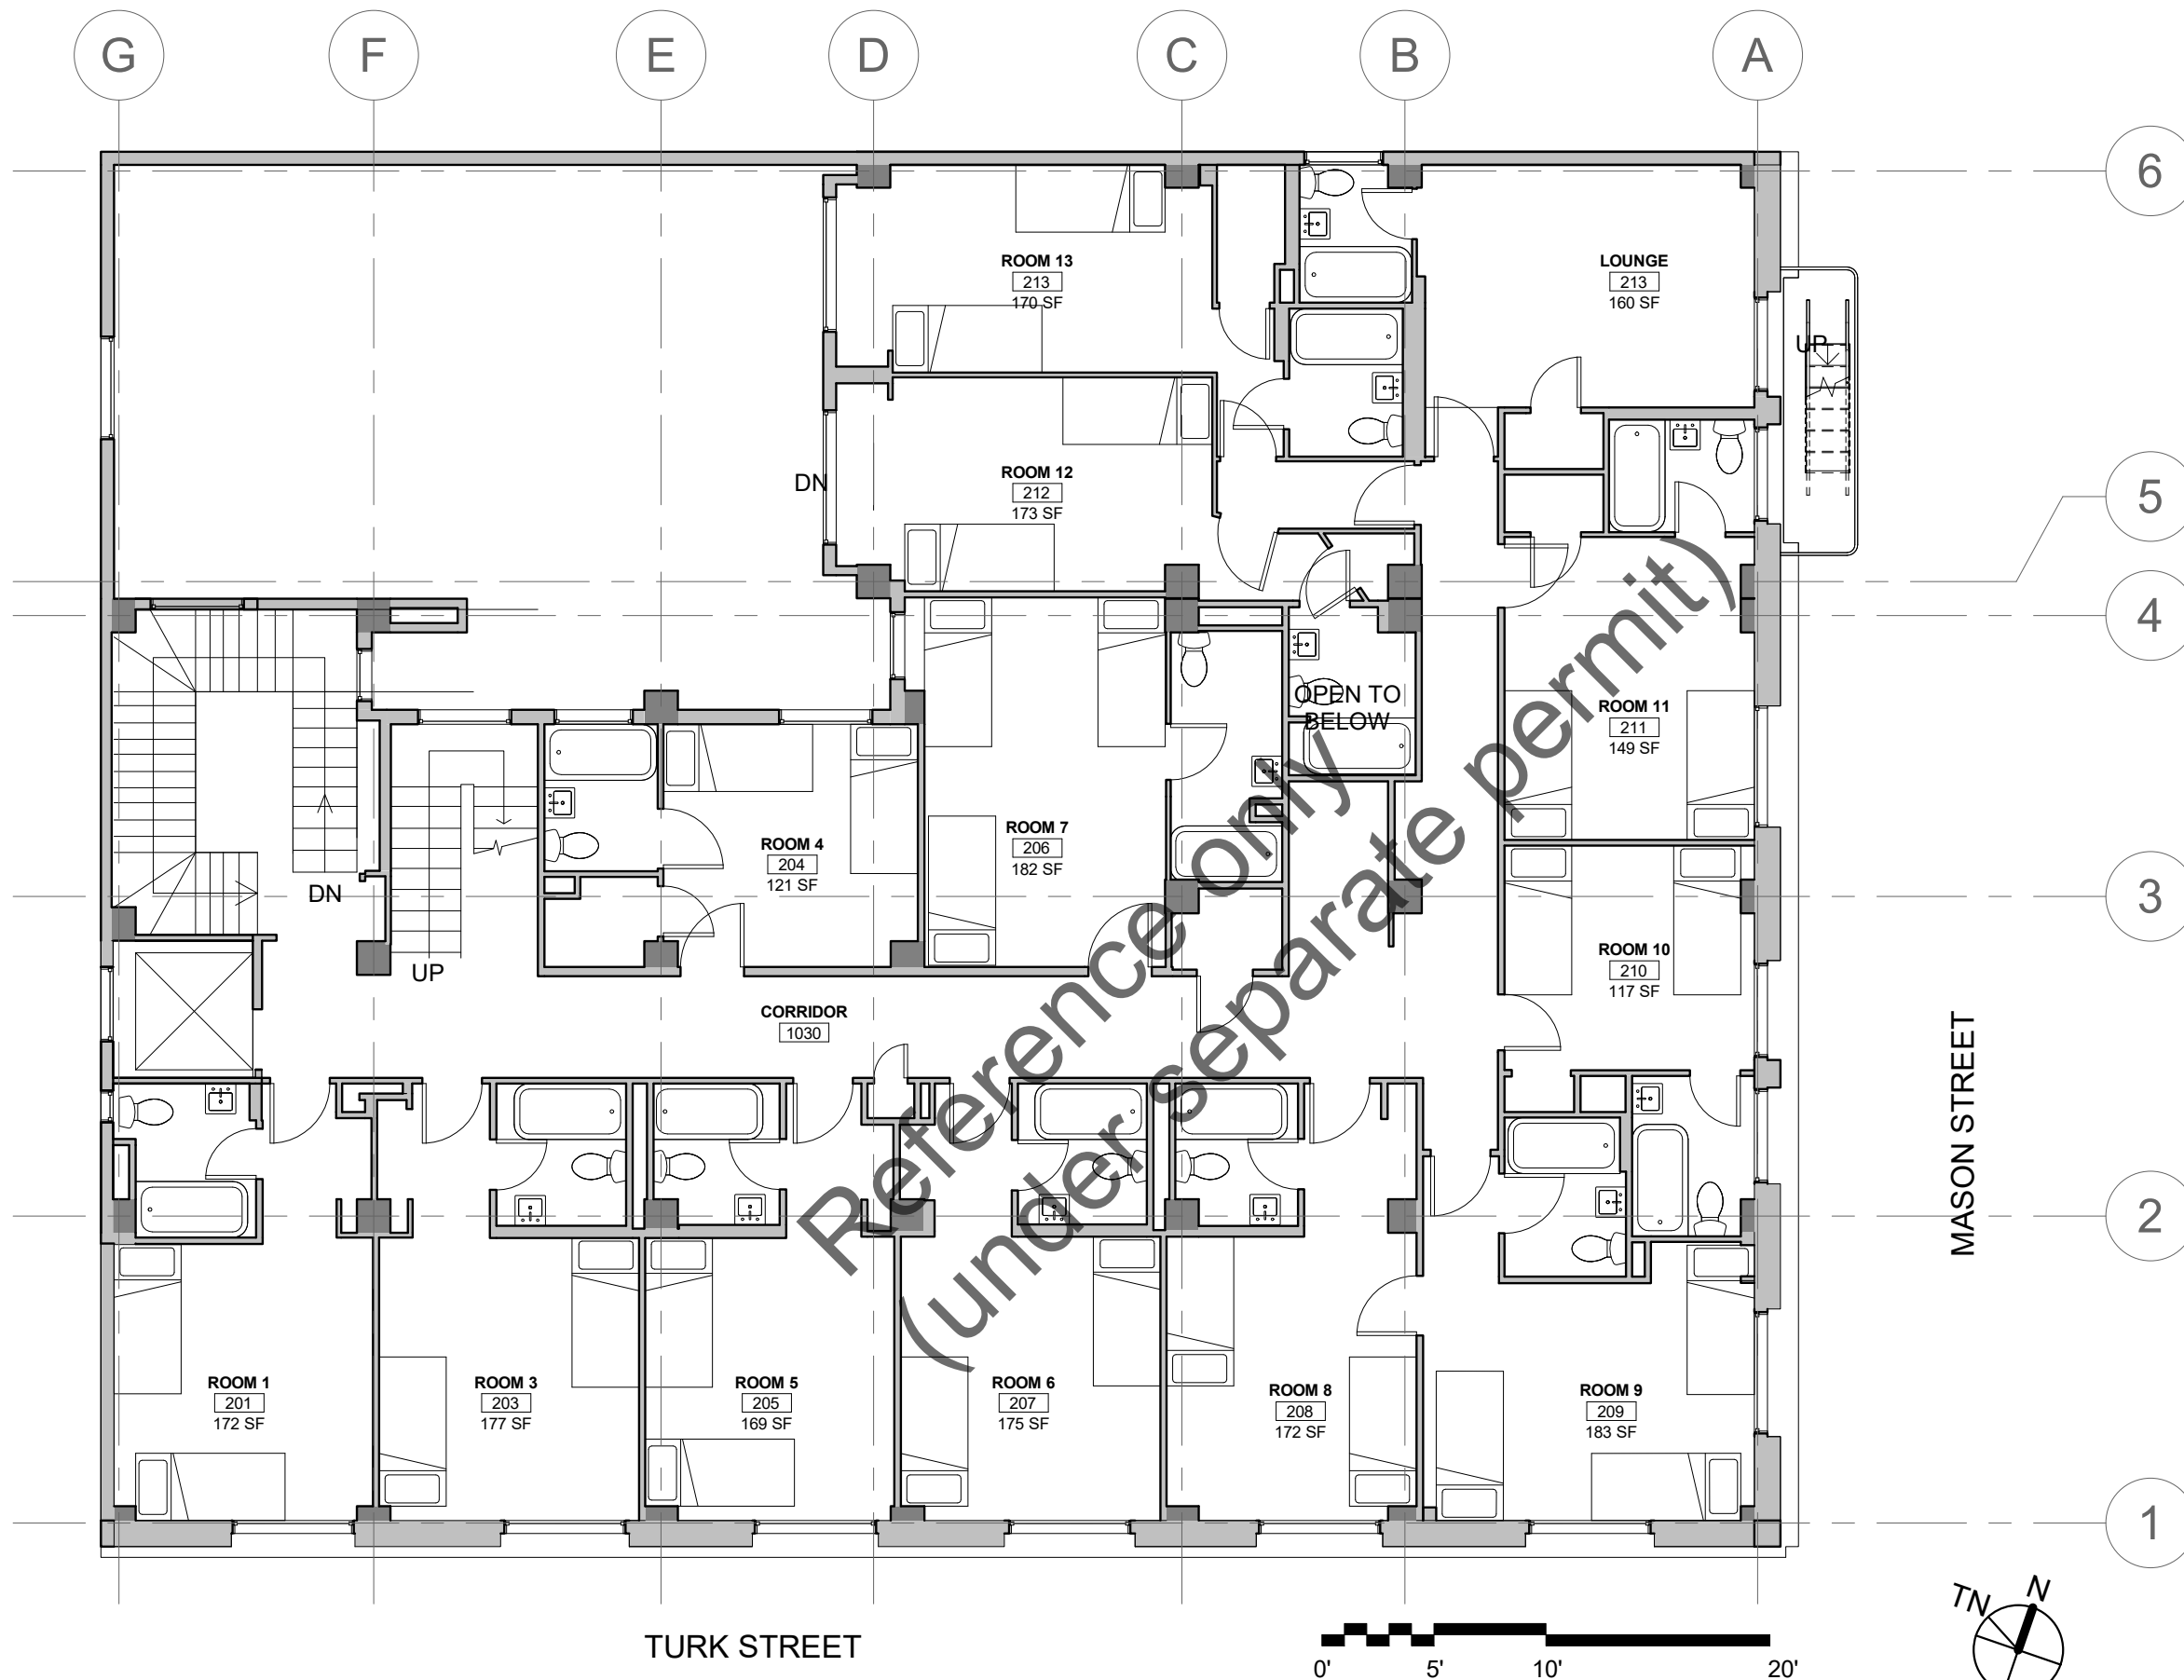 G F E D C B A
6
ROOM 13
213
170 SF
LOUNGE
213
160 SF
UP
ROOM 12
212
173 SF
DN
5
4
OPEN TO
BELOW
ROOM 11
211
149 SF
ROOM 4
204
121 SF
ROOM 7
206
182 SF
DN
3
UP
ROOM 10
210
117 SF
CORRIDOR
1030
Reference only
(under separate permit)
MASON STREET
2
ROOM 1
201
172 SF
ROOM 3
203
177 SF
ROOM 5
205
169 SF
ROOM 6
207
175 SF
ROOM 8
208
172 SF
ROOM 9
209
183 SF
1
TURK STREET
0' 5' 10' 20'
TN N